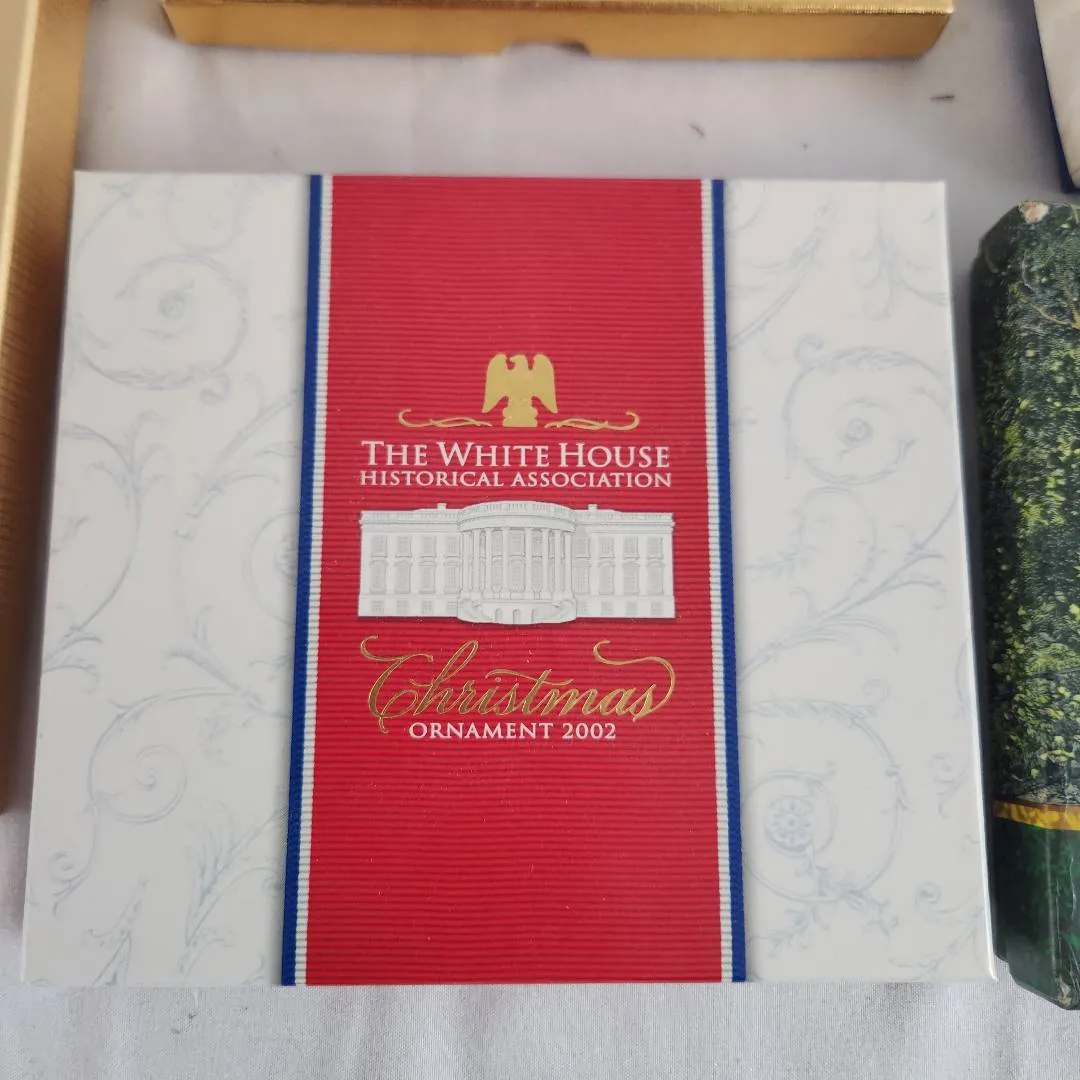 THE WHITE HOUSE
HISTORICAL ASSOCIATION
Christmas
ORNAMENT 2002